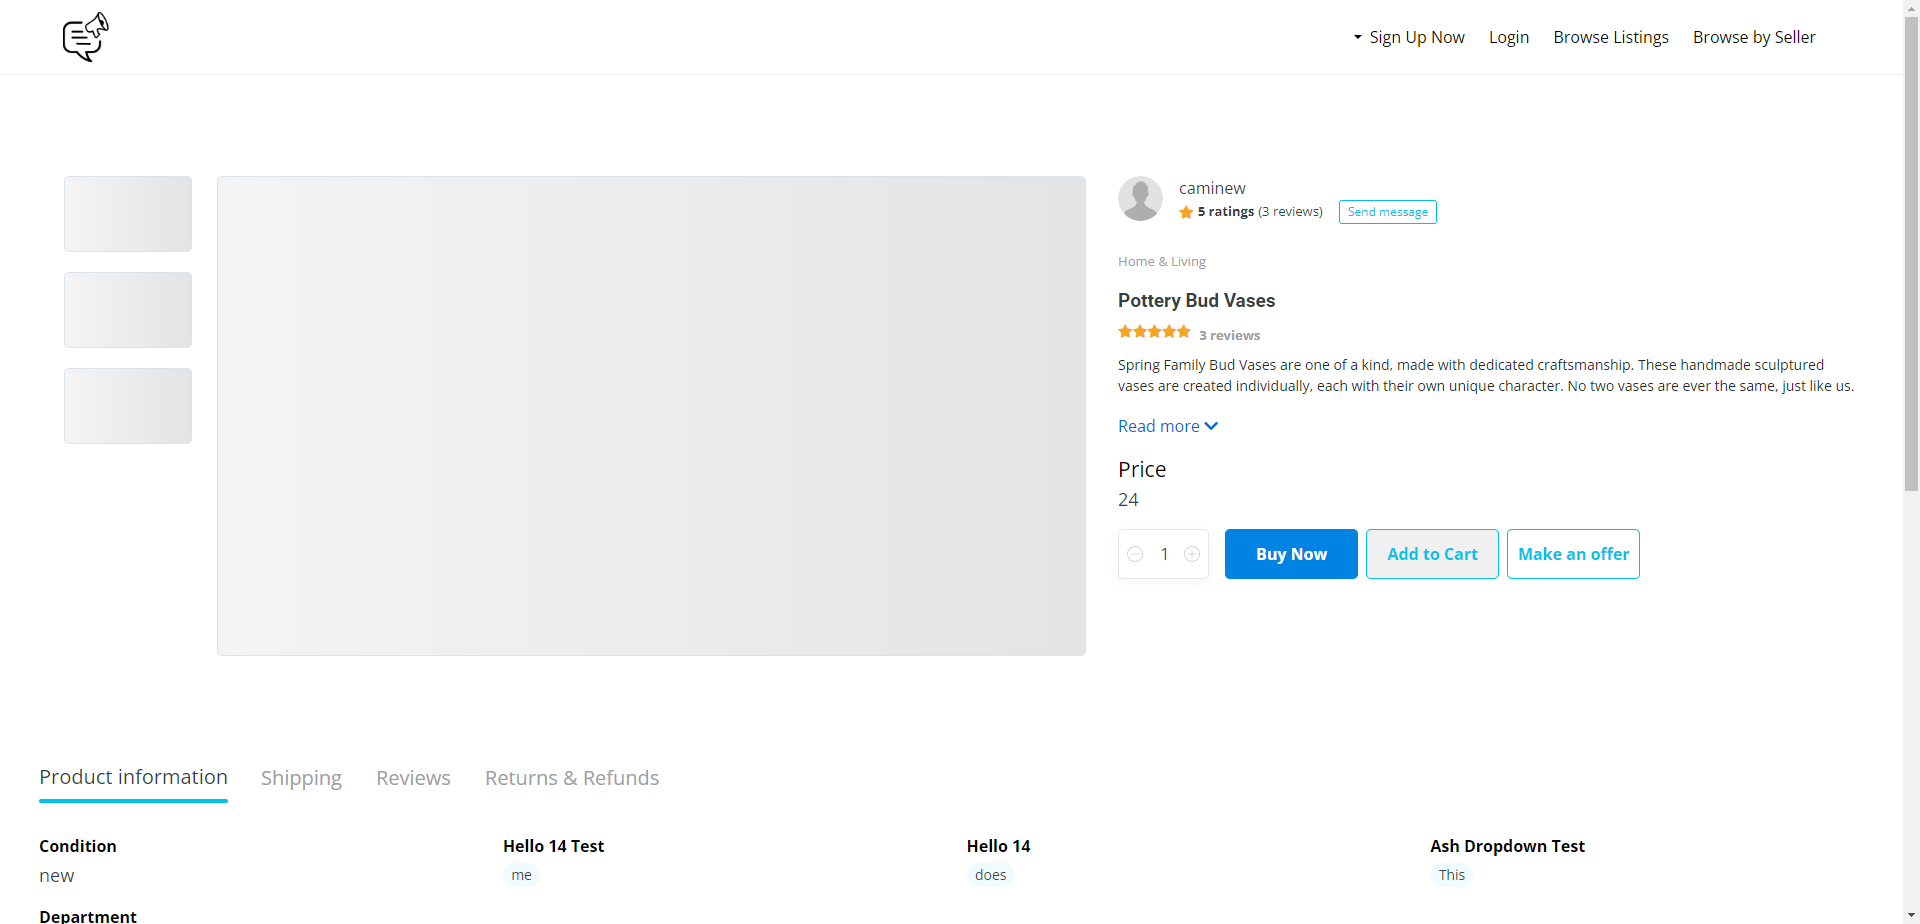 Sign Up Now Login Browse Listings Browse by Seller
caminew
5 ratings (3 reviews) Send message
Home & Living
Pottery Bud Vases
3 reviews
Spring Family Bud Vases are one of a kind, made with dedicated craftsmanship. These handmade sculptured
vases are created individually, each with their own unique character. No two vases are ever the same, just like us.
Read more
Price
24
1 Buy Now Add to Cart Make an offer
Product information Shipping Reviews Returns & Refunds
Condition Hello 14 Test Hello 14 Ash Dropdown Test
new me does This
Department